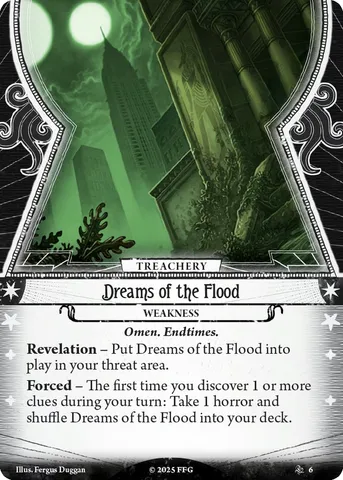 TREACHERY
Dreams of the Flood
WEAKNESS
Omen. Endtimes.
Revelation – Put Dreams of the Flood into
play in your threat area.
Forced – The first time you discover 1 or more
clues during your turn: Take 1 horror and
shuffle Dreams of the Flood into your deck.
Illus. Fergus Duggan © 2025 FFG 6